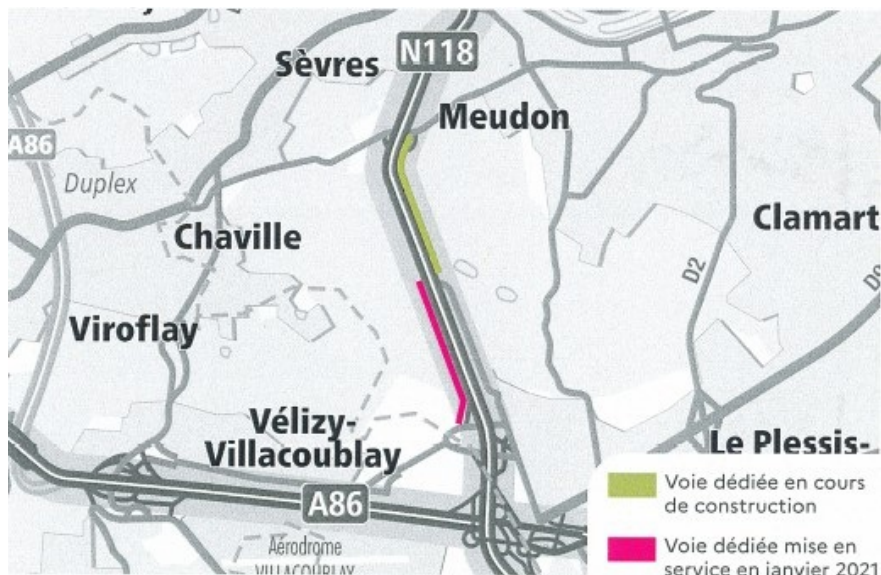 Sèvres
N118
Meudon
A86
Duplex
Chaville
Clamart
D2
Viroflay
Vélizy-
Villacoublay
Le Plessis-
A86
Aérodrome
VILLACOUBLAY
Voie dédiée en cours
de construction
Voie dédiée mise en
service en janvier 2021